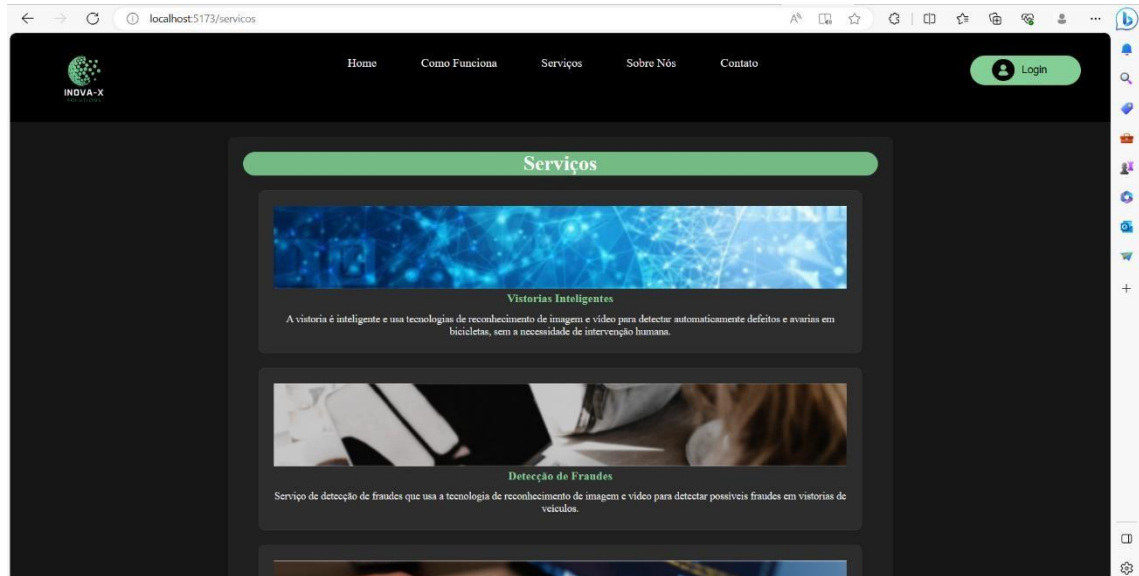 localhost:5173/servicos
INOVA-X
SOLUTIONS
Home Como Funciona Serviços Sobre Nós Contato
Login
Serviços
Vistorias Inteligentes
A vistoria é inteligente e usa tecnologias de reconhecimento de imagem e vídeo para detectar automaticamente defeitos e avarias em
bicicletas, sem a necessidade de intervenção humana.
Detecção de Fraudes
Serviço de detecção de fraudes que usa a tecnologia de reconhecimento de imagem e vídeo para detectar possíveis fraudes em vistorias de
veículos.